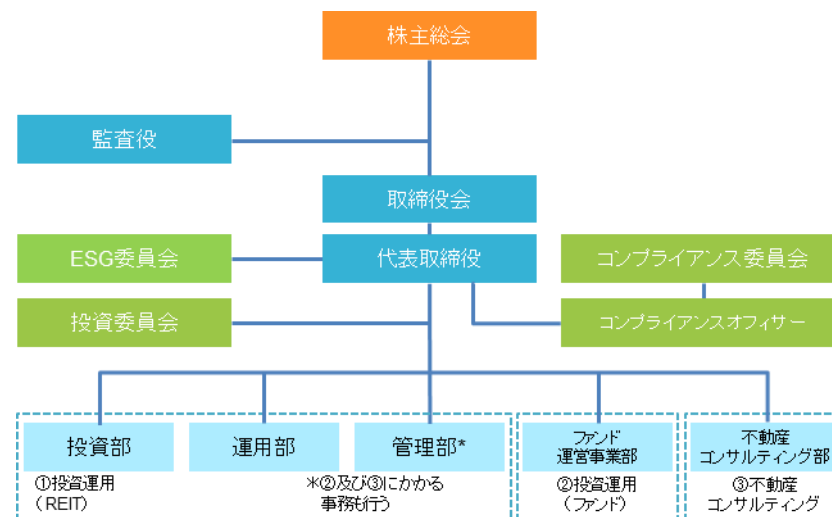 株主総会
監査役
取締役会
ESG委員会
代表取締役
コンプライアンス委員会
投資委員会
コンプライアンスオフィサー
投資部
運用部
管理部*
ファンド
運営事業部
不動産
コンサルティング部
①投資運用
(REIT)
※②及び③にかかる
事務も行う
②投資運用
(ファンド)
③不動産
コンサルティング